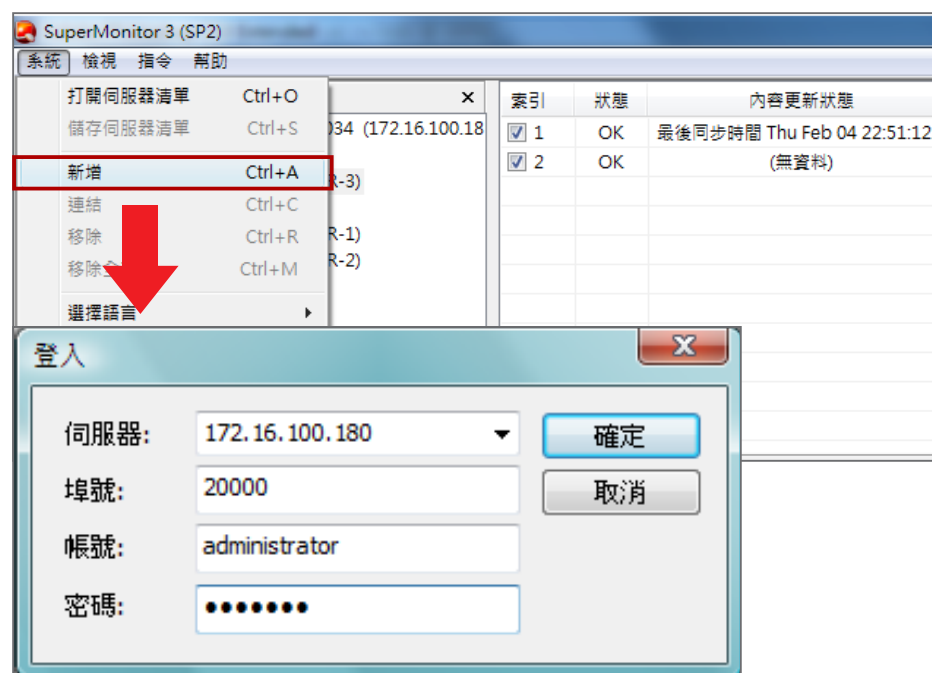 SuperMonitor 3 (SP2)
系統 檢視 指令 幫助
打開伺服器清單 Ctrl+O
儲存伺服器清單 Ctrl+S
新增 Ctrl+A
連結 Ctrl+C
移除 Ctrl+R
移除全 Ctrl+M
選擇語言
034 (172.16.100.18
R-3)
R-1)
R-2)
索引 狀態 內容更新狀態
1 OK 最後同步時間 Thu Feb 04 22:51:12
2 OK (無資料)
登入
伺服器: 172.16.100.180 確定
埠號: 20000 取消
帳號: administrator
密碼: •••••••